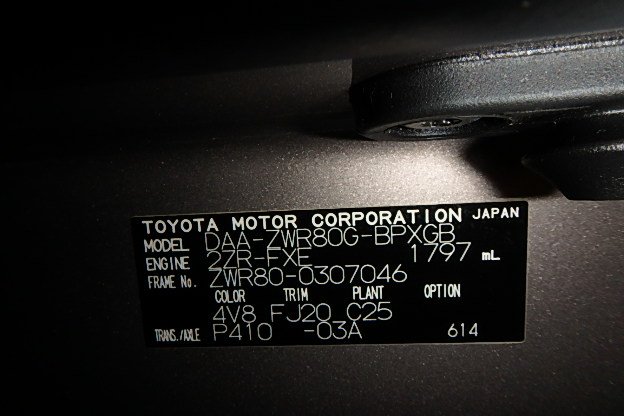 TOYOTA MOTOR CORPORATION JAPAN
MODEL DAA-ZWR80G-BPXGB
ENGINE 2ZR-FXE 1797 mL
FRAME No. ZWR80-0307046
COLOR TRIM PLANT OPTION
4V8 FJ20 C25
TRANS./AXLE P410 -03A 614